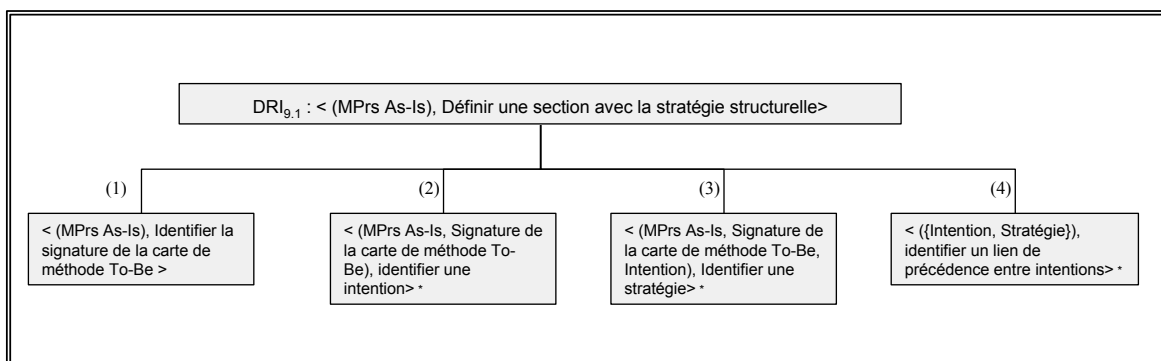 DRI9.1 : < (MPrs As-Is), Définir une section avec la stratégie structurelle>
(1)
(2)
(3)
(4)
< (MPrs As-Is), Identifier la
signature de la carte de
méthode To-Be >
< (MPrs As-Is, Signature de
la carte de méthode To-
Be), identifier une
intention> *
< (MPrs As-Is, Signature de
la carte de méthode To-Be,
Intention), Identifier une
stratégie> *
< ({Intention, Stratégie}),
identifier un lien de
précédence entre intentions> *